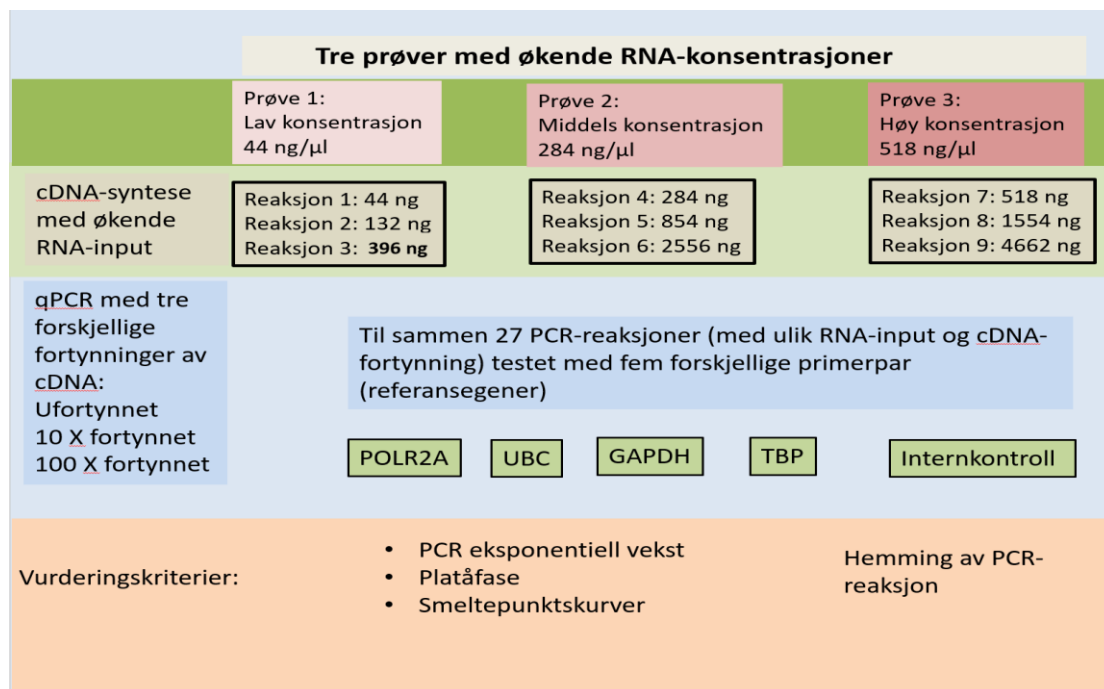 Tre prøver med økende RNA-konsentrasjoner
Prøve 1:
Lav konsentrasjon
44 ng/µl
Prøve 2:
Middels konsentrasjon
284 ng/µl
Prøve 3:
Høy konsentrasjon
518 ng/µl
cDNA-syntese
med økende
RNA-input
Reaksjon 1: 44 ng
Reaksjon 2: 132 ng
Reaksjon 3: 396 ng
Reaksjon 4: 284 ng
Reaksjon 5: 854 ng
Reaksjon 6: 2556 ng
Reaksjon 7: 518 ng
Reaksjon 8: 1554 ng
Reaksjon 9: 4662 ng
qPCR med tre
forskjellige
fortynninger av
cDNA:
Ufortynnet
10 X fortynnet
100 X fortynnet
Til sammen 27 PCR-reaksjoner (med ulik RNA-input og cDNA-
fortynning) testet med fem forskjellige primerpar
(referansegener)
POLR2A
UBC
GAPDH
TBP
Internkontroll
Vurderingskriterier:
• PCR eksponentiell vekst
• Platåfase
• Smeltepunktskurver
Hemming av PCR-
reaksjon